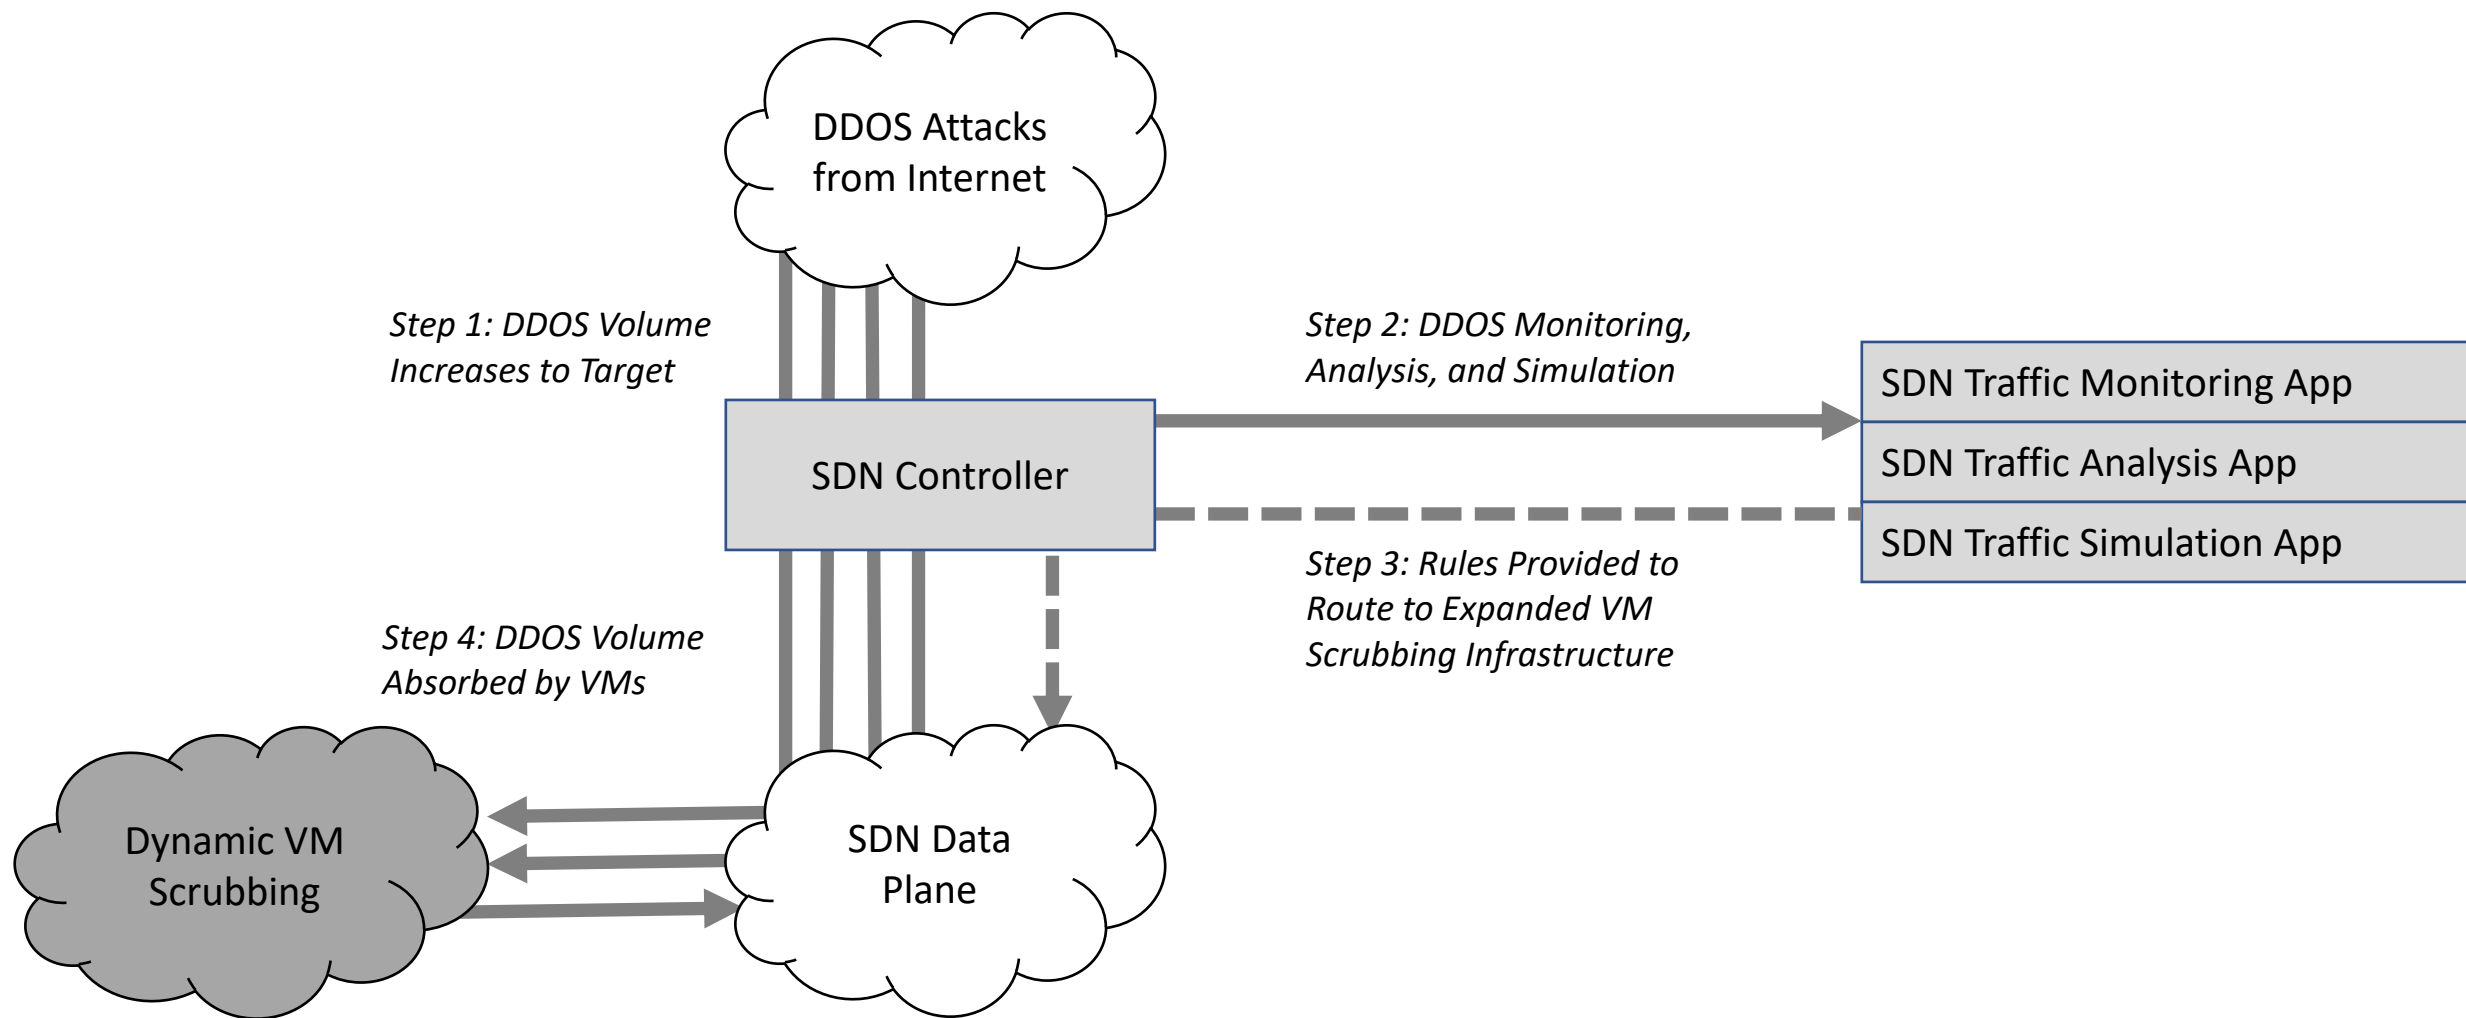 DDOS Attacks
from Internet
Step 1: DDOS Volume
Increases to Target
Step 2: DDOS Monitoring,
Analysis, and Simulation
SDN Traffic Monitoring App
SDN Controller
SDN Traffic Analysis App
SDN Traffic Simulation App
Step 3: Rules Provided to
Route to Expanded VM
Scrubbing Infrastructure
Step 4: DDOS Volume
Absorbed by VMs
Dynamic VM
Scrubbing
SDN Data
Plane